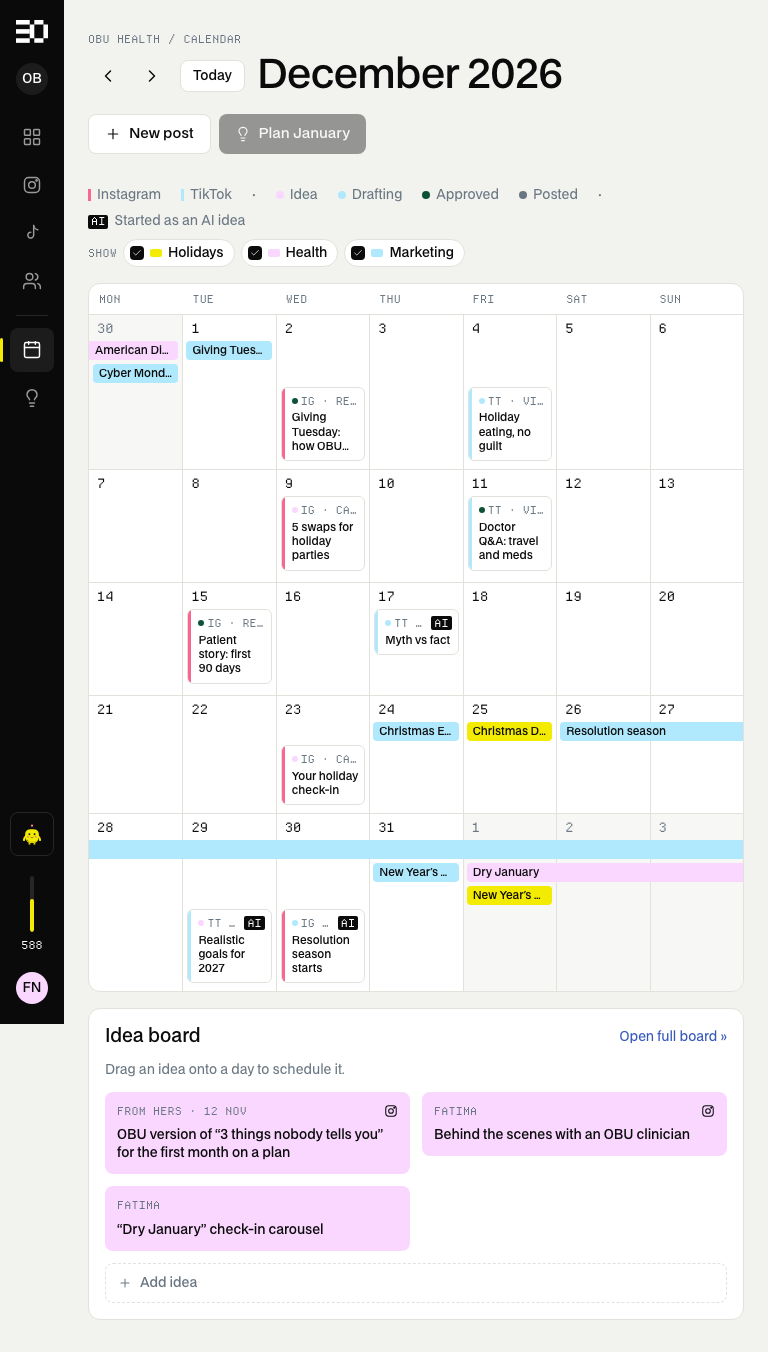 OBU HEALTH / CALENDAR
OB
Today
December 2026
New post
Plan January
Instagram TikTok · Idea Drafting Approved Posted ·
AI Started as an AI idea
SHOW Holidays Health Marketing
MON TUE WED THU FRI SAT SUN
30 1 2 3 4 5 6
American Di… Giving Tues…
Cyber Mond…
IG · RE… TT · VI…
Giving Holiday
Tuesday: eating, no
how OBU… guilt
7 8 9 10 11 12 13
IG · CA… TT · VI…
5 swaps for Doctor
holiday Q&A: travel
parties and meds
14 15 16 17 18 19 20
IG · RE… TT … AI
Patient Myth vs fact
story: first
90 days
21 22 23 24 25 26 27
Christmas E… Christmas D… Resolution season
IG · CA…
Your holiday
check-in
28 29 30 31 1 2 3
New Year's … Dry January
New Year's …
TT … AI IG … AI
Realistic Resolution
goals for season
2027 starts
588
FN
Idea board
Open full board »
Drag an idea onto a day to schedule it.
FROM HERS · 12 NOV
OBU version of “3 things nobody tells you”
for the first month on a plan
FATIMA
Behind the scenes with an OBU clinician
FATIMA
“Dry January” check-in carousel
Add idea